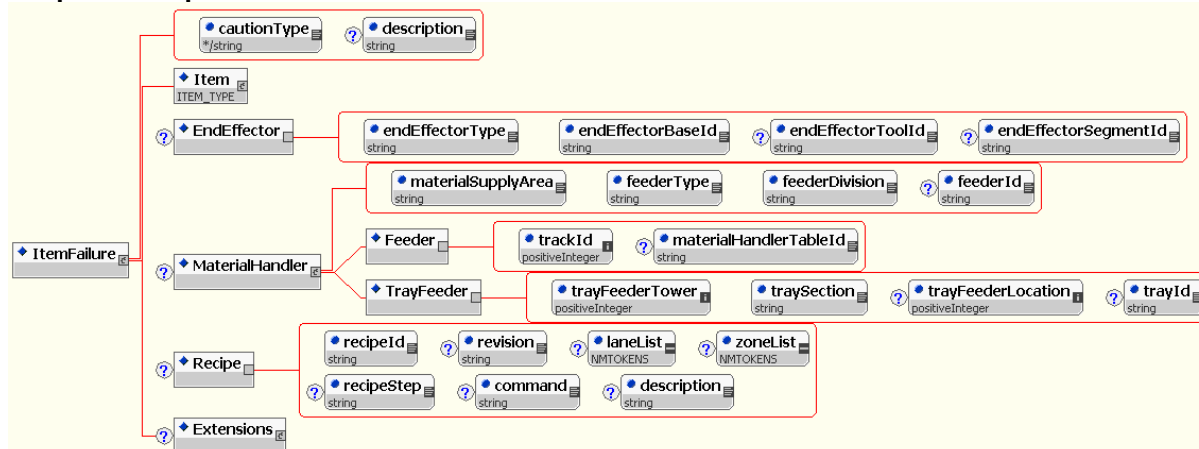 cautionType ? description
*/string string
Item
ITEM_TYPE
? EndEffector
endEffectorType endEffectorBaseId ? endEffectorToolId ? endEffectorSegmentId
string string string string
materialSupplyArea feederType feederDivision ? feederId
string string string string
ItemFailure
? MaterialHandler
Feeder
trackId ? materialHandlerTableId
positiveInteger string
TrayFeeder
trayFeederTower traySection ? trayFeederLocation ? trayId
positiveInteger string positiveInteger string
? Recipe
recipeId ? revision ? laneList ? zoneList
string string NMTOKENS NMTOKENS
? recipeStep ? command ? description
string string string
? Extensions